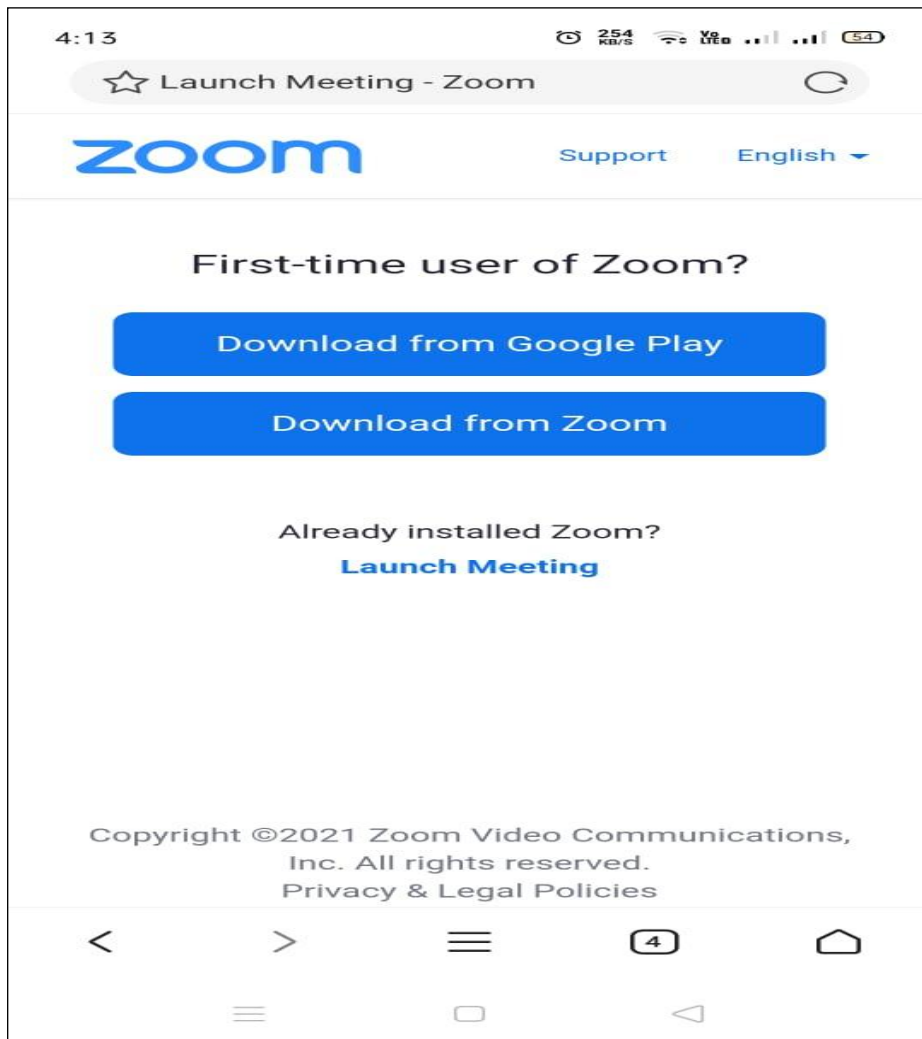 4:13 254 KB/S Vo LTE 54
Launch Meeting - Zoom
zoom Support English
First-time user of Zoom?
Download from Google Play
Download from Zoom
Already installed Zoom?
Launch Meeting
Copyright ©2021 Zoom Video Communications,
Inc. All rights reserved.
Privacy & Legal Policies
4